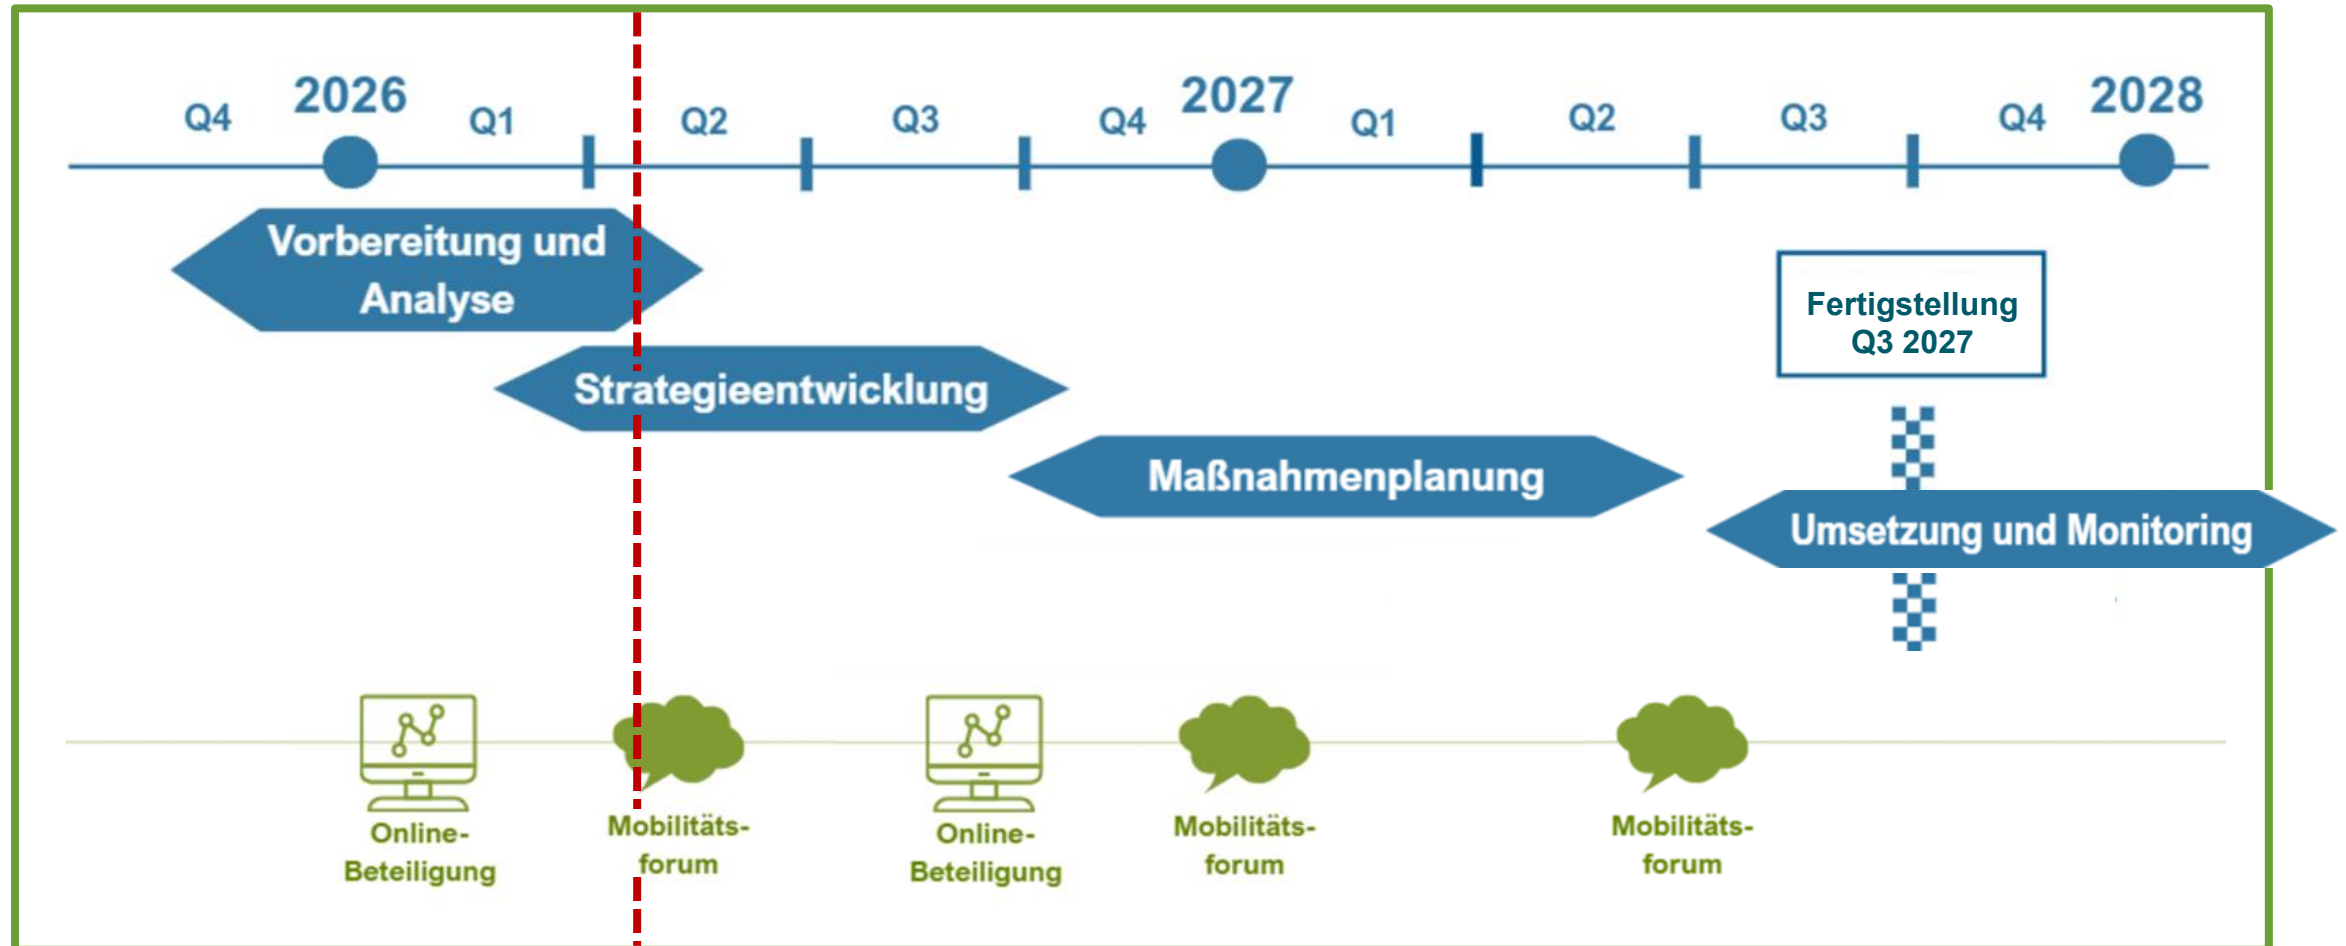 Q4 2026 Q1 Q2 Q3 Q4 2027 Q1 Q2 Q3 Q4 2028
Vorbereitung und
Analyse
Fertigstellung
Q3 2027
Strategieentwicklung
Maßnahmenplanung
Umsetzung und Monitoring
Online-
Beteiligung
Mobilitäts-
forum
Online-
Beteiligung
Mobilitäts-
forum
Mobilitäts-
forum